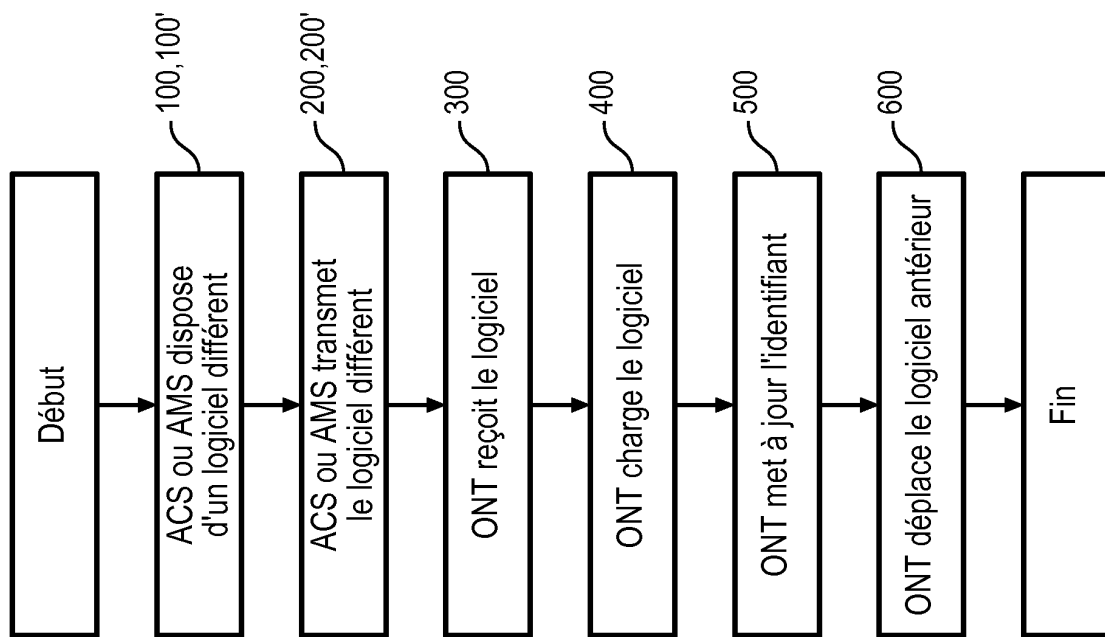 Début
ACS ou AMS dispose
d'un logiciel différent
100,100'
ACS ou AMS transmet
le logiciel différent
200,200'
ONT reçoit le logiciel
300
ONT charge le logiciel
400
ONT met à jour l'identifiant
500
ONT déplace le logiciel antérieur
600
Fin